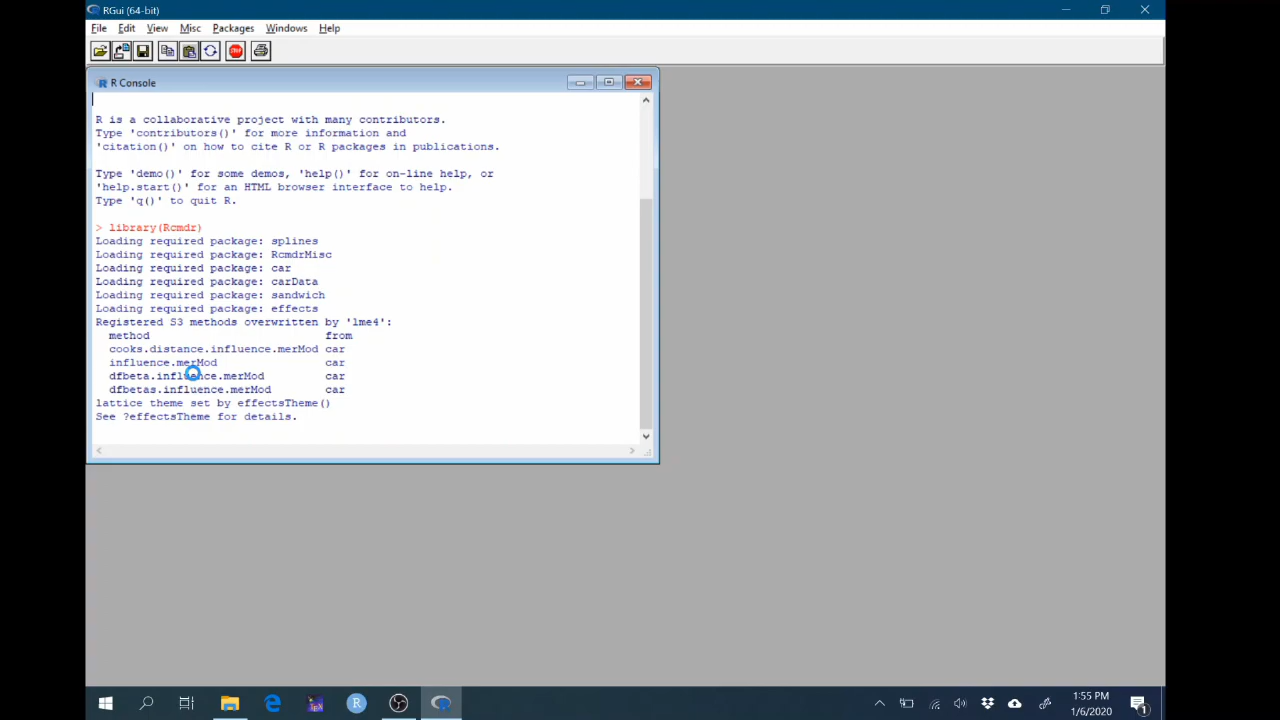 RGui (64-bit)
File Edit View Misc Packages Windows Help
STOP
R Console
R is a collaborative project with many contributors.
Type 'contributors()' for more information and
'citation()' on how to cite R or R packages in publications.
Type 'demo()' for some demos, 'help()' for on-line help, or
'help.start()' for an HTML browser interface to help.
Type 'q()' to quit R.
> library(Rcmdr)
Loading required package: splines
Loading required package: RcmdrMisc
Loading required package: car
Loading required package: carData
Loading required package: sandwich
Loading required package: effects
Registered S3 methods overwritten by 'lme4':
method from
cooks.distance.influence.merMod car
influence.merMod car
dfbeta.influence.merMod car
dfbetas.influence.merMod car
lattice theme set by effectsTheme()
See ?effectsTheme for details.
1:55 PM
1/6/2020
1